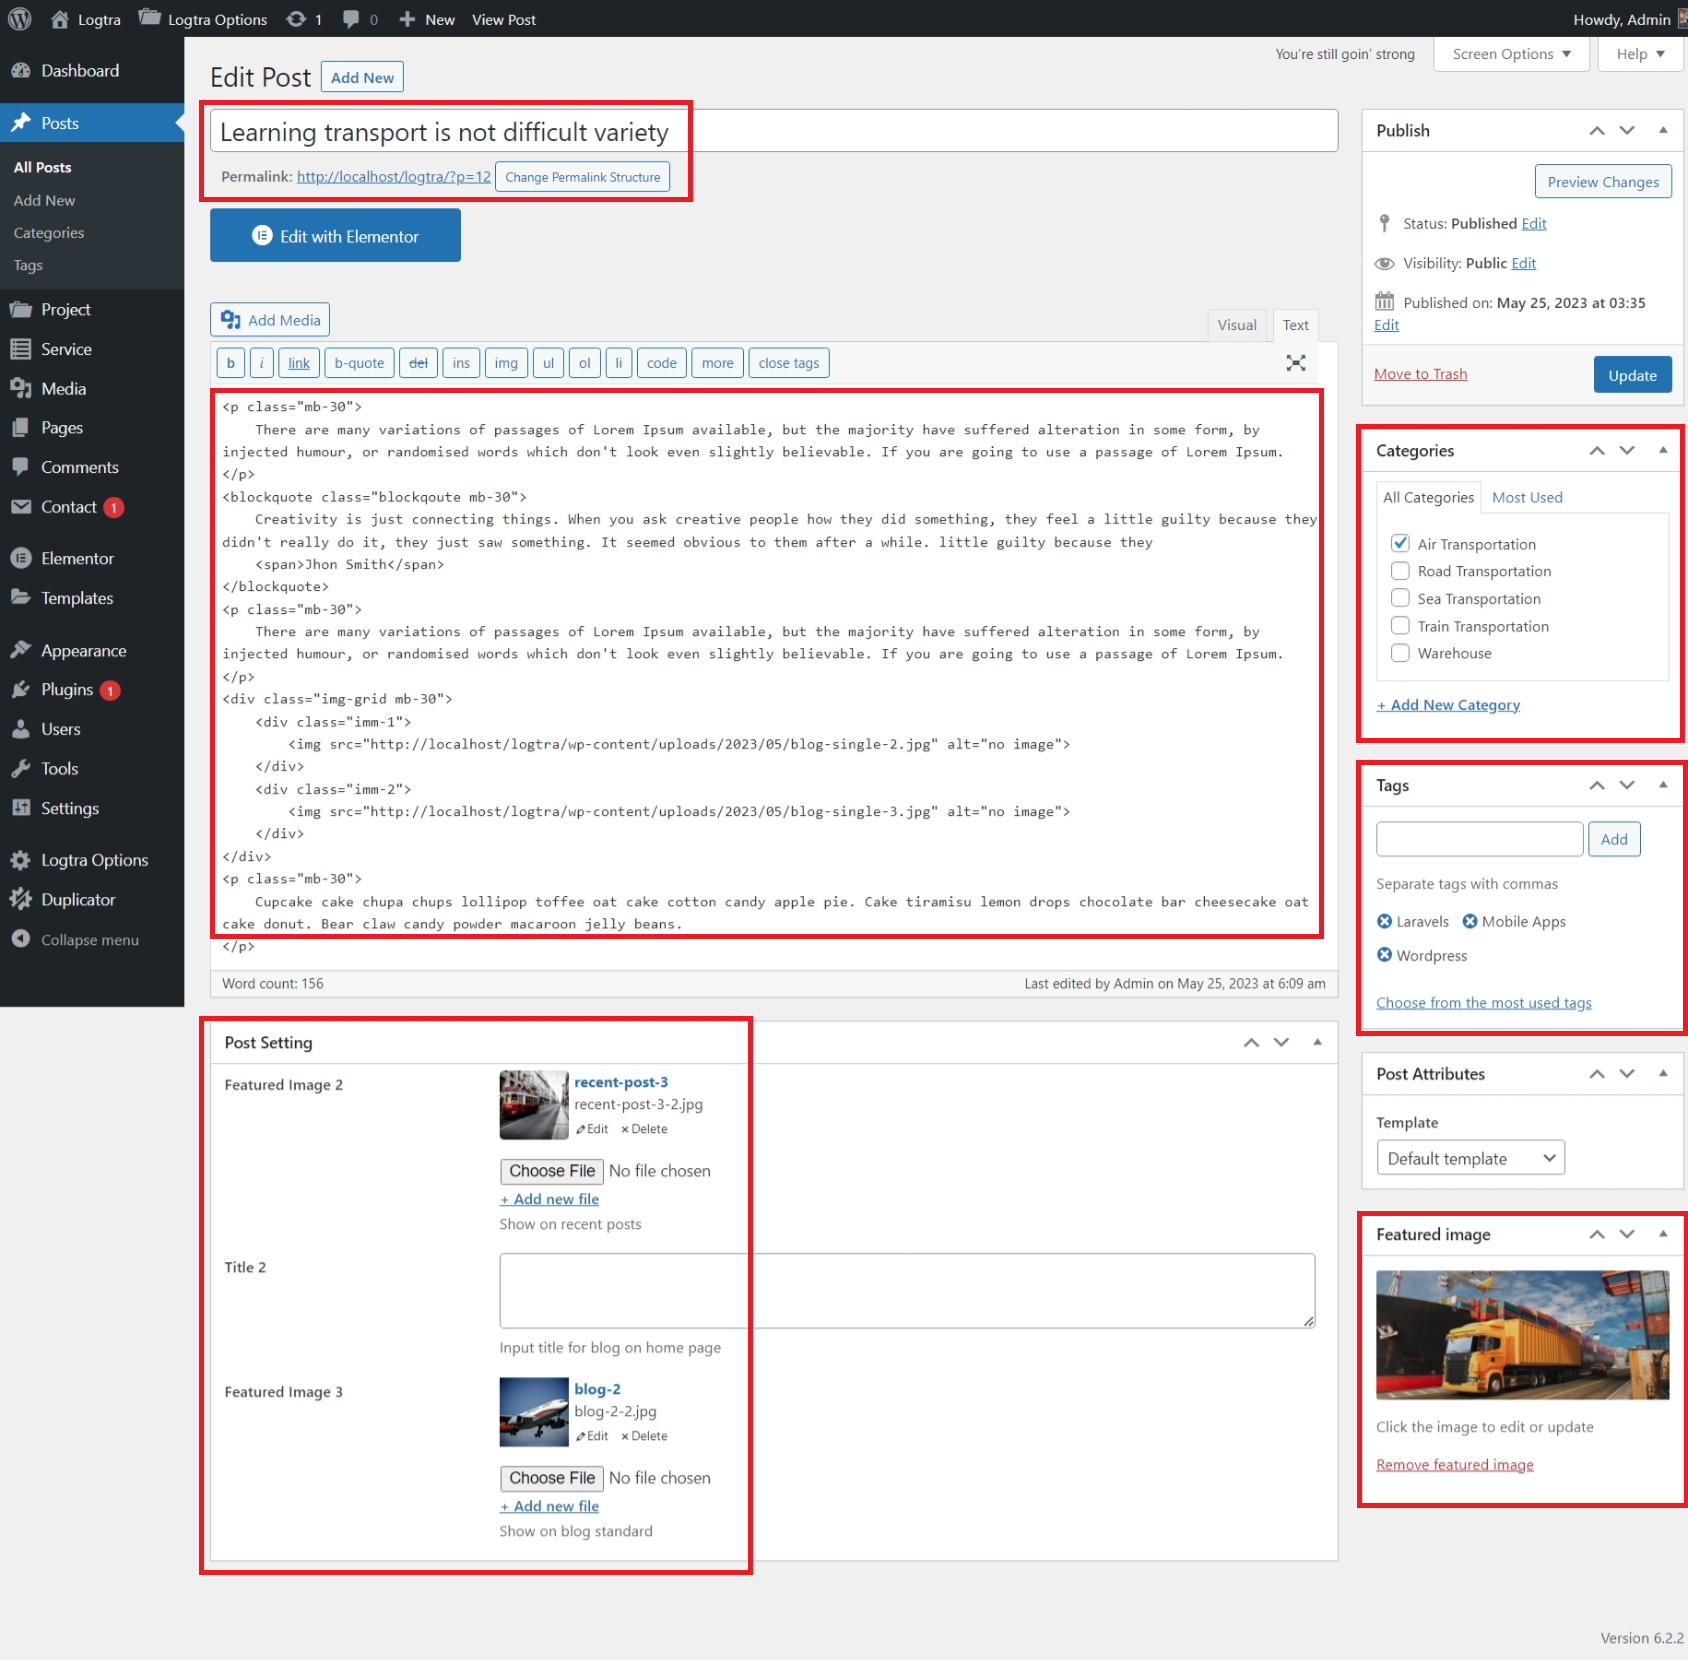 Logtra
Logtra Options
1
0
New
View Post
Howdy, Admin
Dashboard
Posts
All Posts
Add New
Categories
Tags
Project
Service
Media
Pages
Comments
Contact 1
Elementor
Templates
Appearance
Plugins 1
Users
Tools
Settings
Logtra Options
Duplicator
Collapse menu
You're still goin' strong
Screen Options
Help
Edit Post
Add New
Learning transport is not difficult variety
Permalink: http://localhost/logtra/?p=12 Change Permalink Structure
Edit with Elementor
Add Media
Visual
Text
b i link b-quote del ins img ul ol li code more close tags
<p class="mb-30">
There are many variations of passages of Lorem Ipsum available, but the majority have suffered alteration in some form, by
injected humour, or randomised words which don't look even slightly believable. If you are going to use a passage of Lorem Ipsum.
</p>
<blockquote class="blockqoute mb-30">
Creativity is just connecting things. When you ask creative people how they did something, they feel a little guilty because they
didn't really do it, they just saw something. It seemed obvious to them after a while. little guilty because they
<span>Jhon Smith</span>
</blockquote>
<p class="mb-30">
There are many variations of passages of Lorem Ipsum available, but the majority have suffered alteration in some form, by
injected humour, or randomised words which don't look even slightly believable. If you are going to use a passage of Lorem Ipsum.
</p>
<div class="img-grid mb-30">
<div class="imm-1">
<img src="http://localhost/logtra/wp-content/uploads/2023/05/blog-single-2.jpg" alt="no image">
</div>
<div class="imm-2">
<img src="http://localhost/logtra/wp-content/uploads/2023/05/blog-single-3.jpg" alt="no image">
</div>
</div>
<p class="mb-30">
Cupcake cake chupa chups lollipop toffee oat cake cotton candy apple pie. Cake tiramisu lemon drops chocolate bar cheesecake oat
cake donut. Bear claw candy powder macaroon jelly beans.
</p>
Word count: 156
Last edited by Admin on May 25, 2023 at 6:09 am
Post Setting
Featured Image 2
recent-post-3
recent-post-3-2.jpg
Edit × Delete
Choose File No file chosen
+ Add new file
Show on recent posts
Title 2
Input title for blog on home page
Featured Image 3
blog-2
blog-2-2.jpg
Edit × Delete
Choose File No file chosen
+ Add new file
Show on blog standard
Publish
Preview Changes
Status: Published Edit
Visibility: Public Edit
Published on: May 25, 2023 at 03:35
Edit
Move to Trash
Update
Categories
All Categories
Most Used
Air Transportation
Road Transportation
Sea Transportation
Train Transportation
Warehouse
+ Add New Category
Tags
Add
Separate tags with commas
Laravels
Mobile Apps
Wordpress
Choose from the most used tags
Post Attributes
Template
Default template
Featured image
Click the image to edit or update
Remove featured image
Version 6.2.2